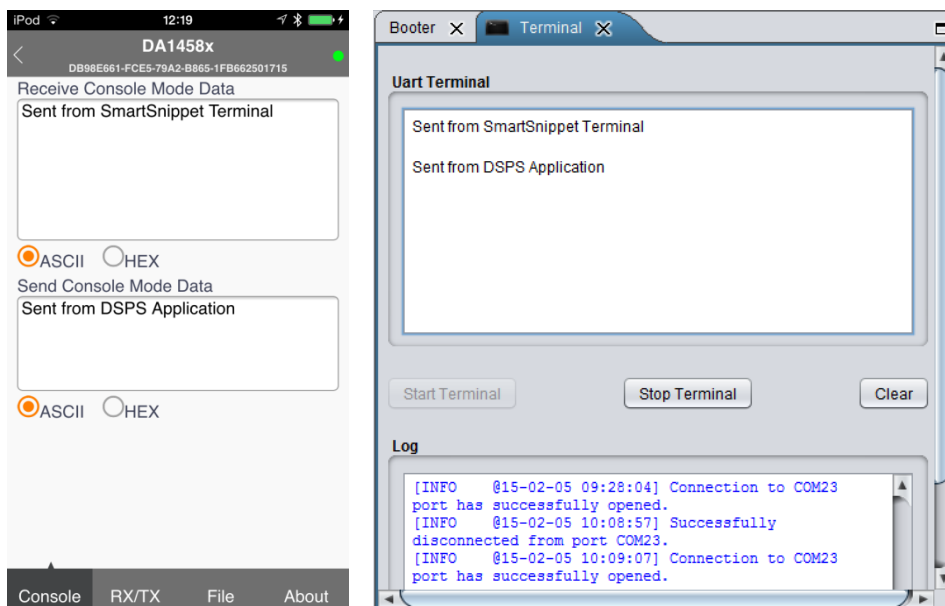 iPod 12:19
DA1458x
DB98E661-FCE5-79A2-B865-1FB662501715
Receive Console Mode Data
Sent from SmartSnippet Terminal
ASCII HEX
Send Console Mode Data
Sent from DSPS Application
ASCII HEX
Console RX/TX File About
Booter X Terminal X
Uart Terminal
Sent from SmartSnippet Terminal
Sent from DSPS Application
Start Terminal Stop Terminal Clear
Log
[INFO @15-02-05 09:28:04] Connection to COM23
port has successfully opened.
[INFO @15-02-05 10:08:57] Successfully
disconnected from port COM23.
[INFO @15-02-05 10:09:07] Connection to COM23
port has successfully opened.